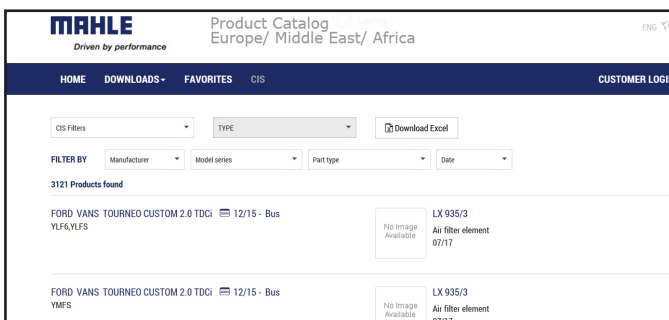 MAHLE
Driven by performance
Product Catalog
Europe/ Middle East/ Africa
Loading...
ENG
HOME DOWNLOADS FAVORITES CIS CUSTOMER LOGI
CIS Filters TYPE Download Excel
FILTER BY Manufacturer Model series Part type Date
3121 Products found
FORD VANS TOURNEO CUSTOM 2.0 TDCi 12/15 - Bus
YLF6,YLFS
No Image
Available
LX 935/3
Air filter element
07/17
FORD VANS TOURNEO CUSTOM 2.0 TDCi 12/15 - Bus
YMFS
No Image
Available
LX 935/3
Air filter element
07/17